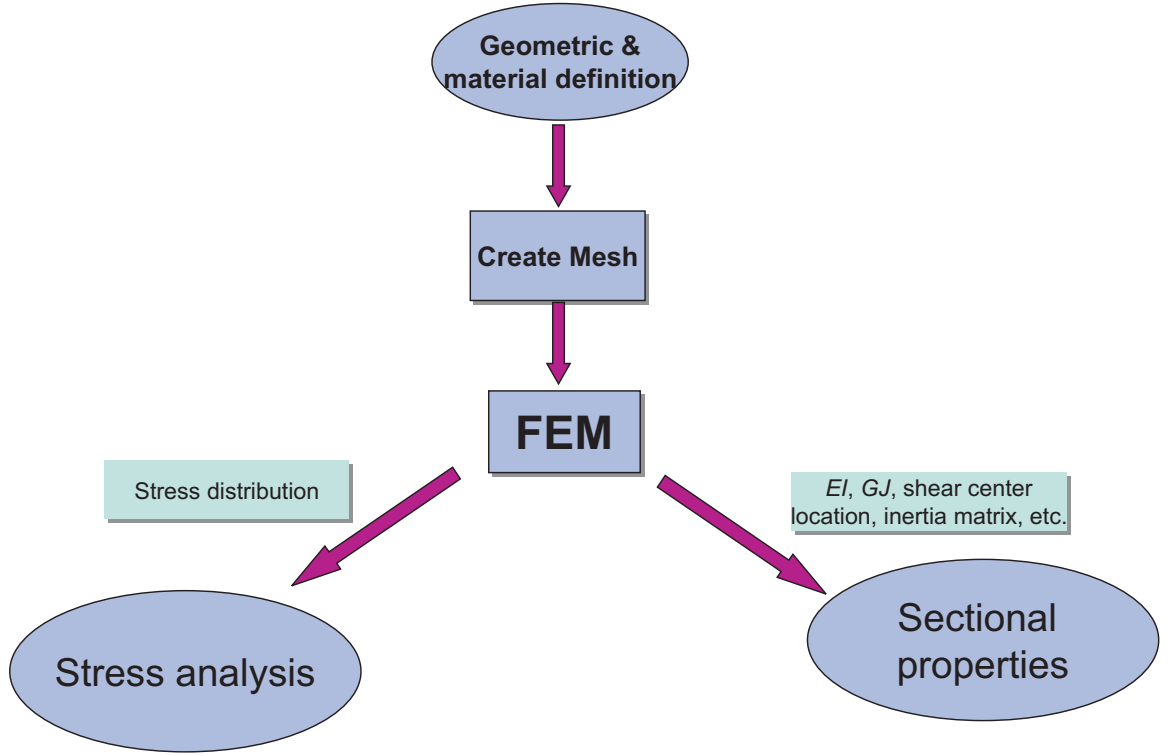 Geometric &
material definition
Create Mesh
FEM
Stress distribution
EI, GJ, shear center
location, inertia matrix, etc.
Stress analysis
Sectional
properties